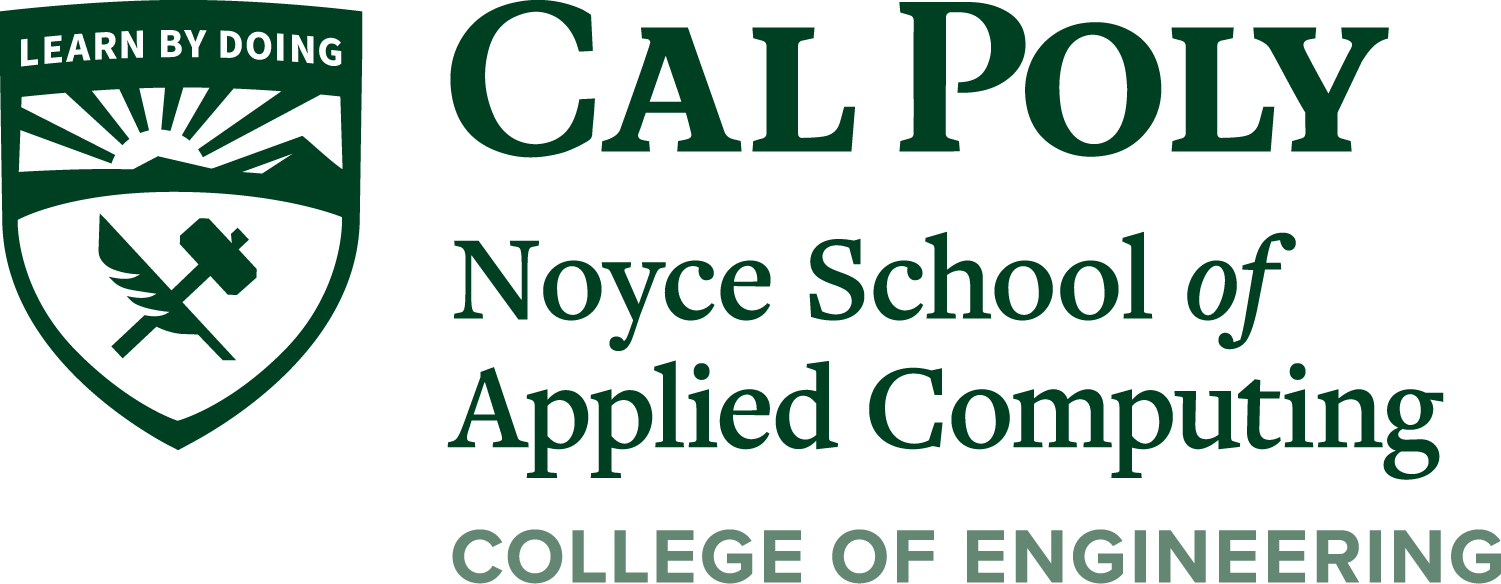 LEARN BY DOING
CAL POLY
Noyce School of
Applied Computing
COLLEGE OF ENGINEERING